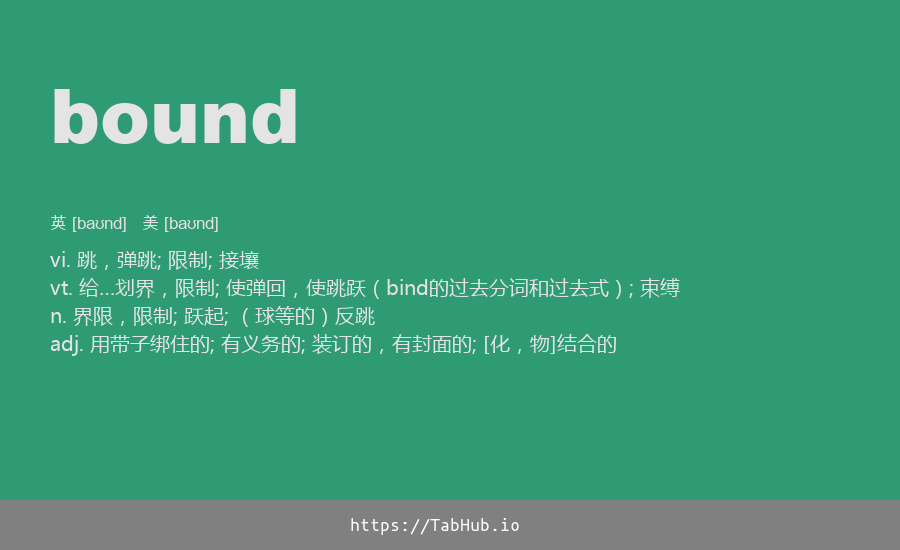 bound
英 [baʊnd] 美 [baʊnd]
vi. 跳，弹跳; 限制; 接壤
vt. 给…划界，限制; 使弹回，使跳跃（bind的过去分词和过去式）; 束缚
n. 界限，限制; 跃起; （球等的）反跳
adj. 用带子绑住的; 有义务的; 装订的，有封面的; [化，物]结合的
https://TabHub.io